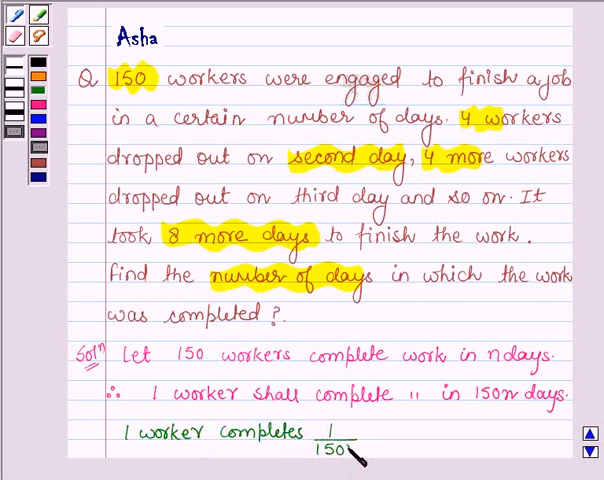 Asha
Q 150 workers were engaged to finish a job
in a certain number of days. 4 workers
dropped out on second day, 4 more workers
dropped out on third day and so on. It
took 8 more days to finish the work.
Find the number of days in which the work
was completed?
Solⁿ Let 150 workers complete work in n days.
∴ 1 worker shall complete " in 150n days.
1 worker completes 1/150